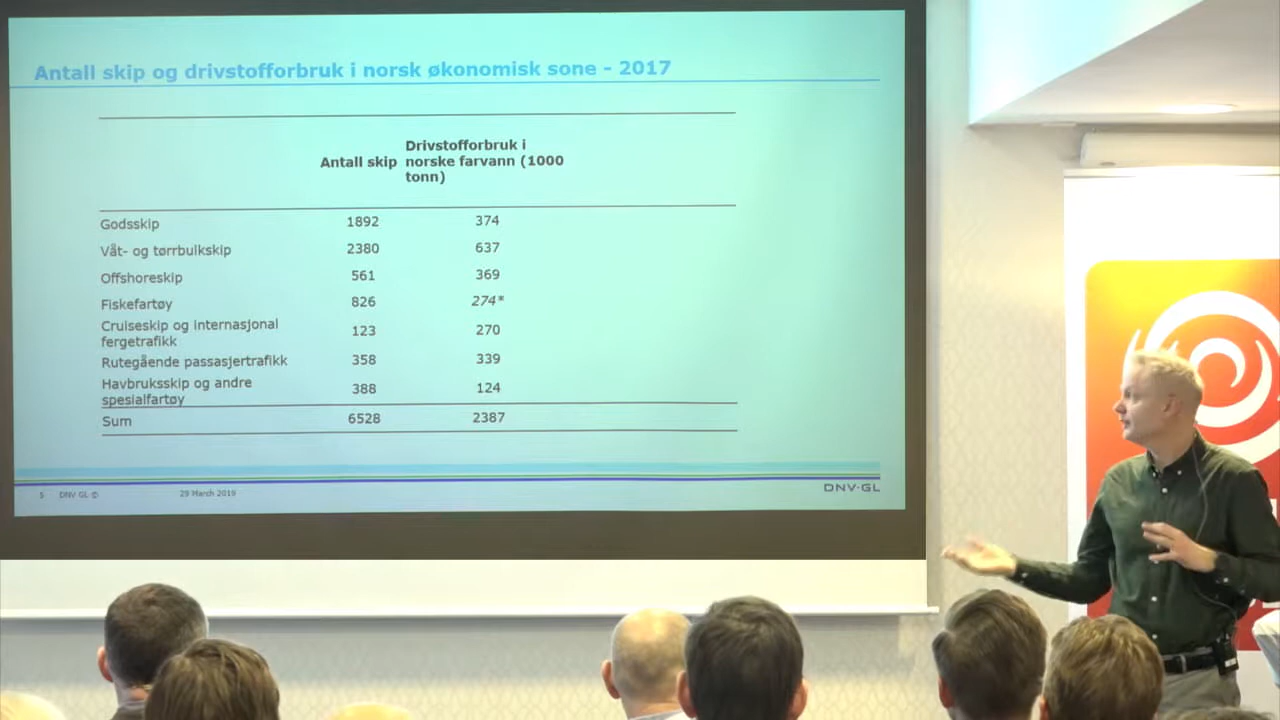 Antall skip og drivstofforbruk i norsk økonomisk sone - 2017
Drivstofforbruk i
Antall skip norske farvann (1000
tonn)
Godsskip 1892 374
Våt- og tørrbulkskip 2380 637
Offshoreskip 561 369
Fiskefartøy 826 274*
Cruiseskip og internasjonal
fergetrafikk 123 270
Rutegående passasjertrafikk 358 339
Havbruksskip og andre
spesialfartøy 388 124
Sum 6528 2387
5 DNV GL © 29 March 2019
DNV·GL